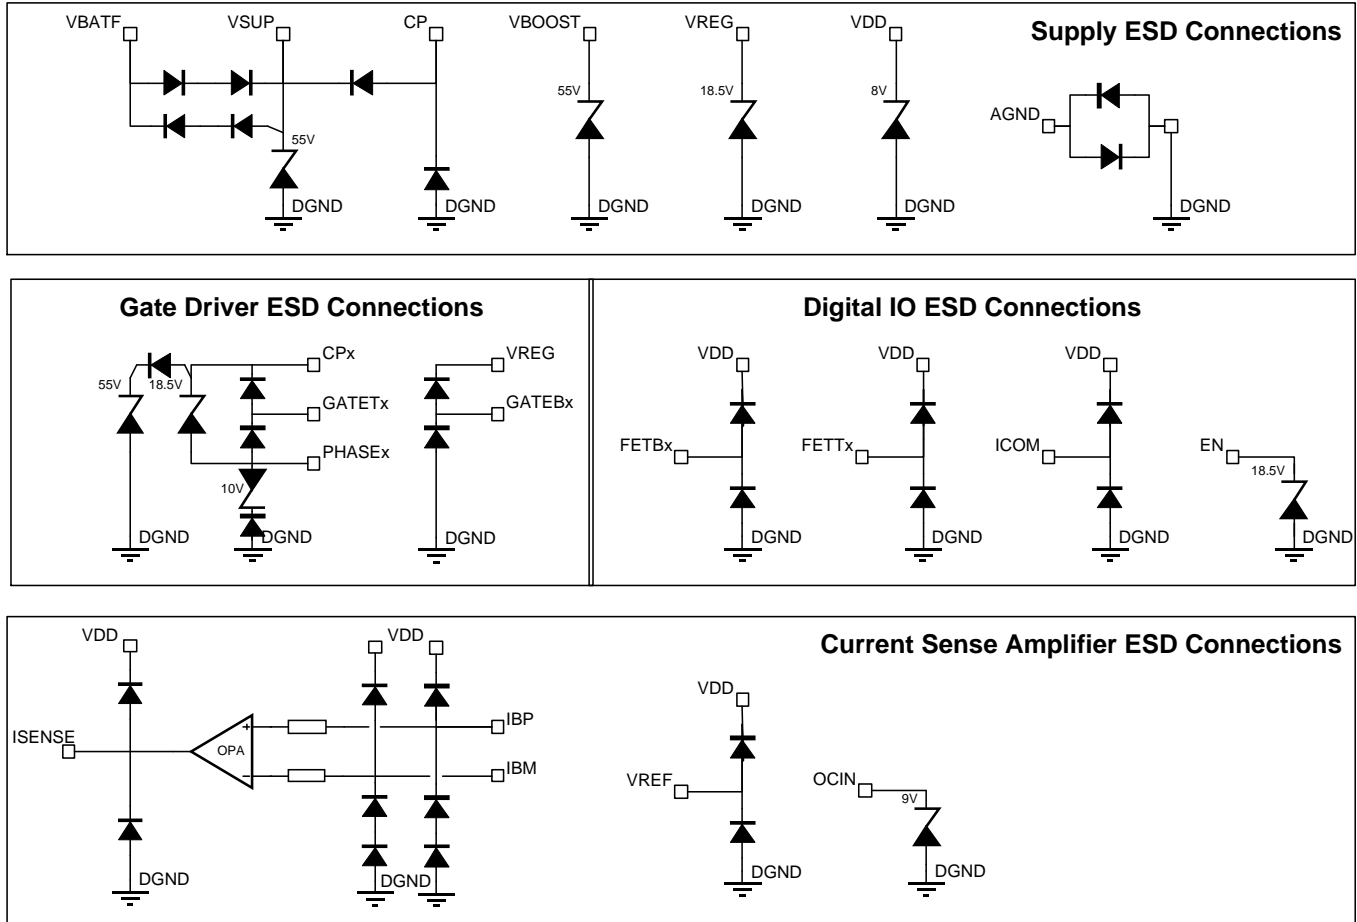 VBATF VSUP CP VBOOST VREG VDD
Supply ESD Connections
55V 18.5V 8V
AGND
55V
DGND DGND DGND DGND DGND DGND
Gate Driver ESD Connections
CPx VREG
55V 18.5V
GATETx GATEBx
PHASEx
10V
DGND DGND DGND
Digital IO ESD Connections
VDD VDD VDD
FETBx FETTx ICOM EN
18.5V
DGND DGND DGND DGND
Current Sense Amplifier ESD Connections
VDD VDD
VDD
IBP
ISENSE + OPA −
IBM
VREF OCIN
9V
DGND DGND DGND DGND